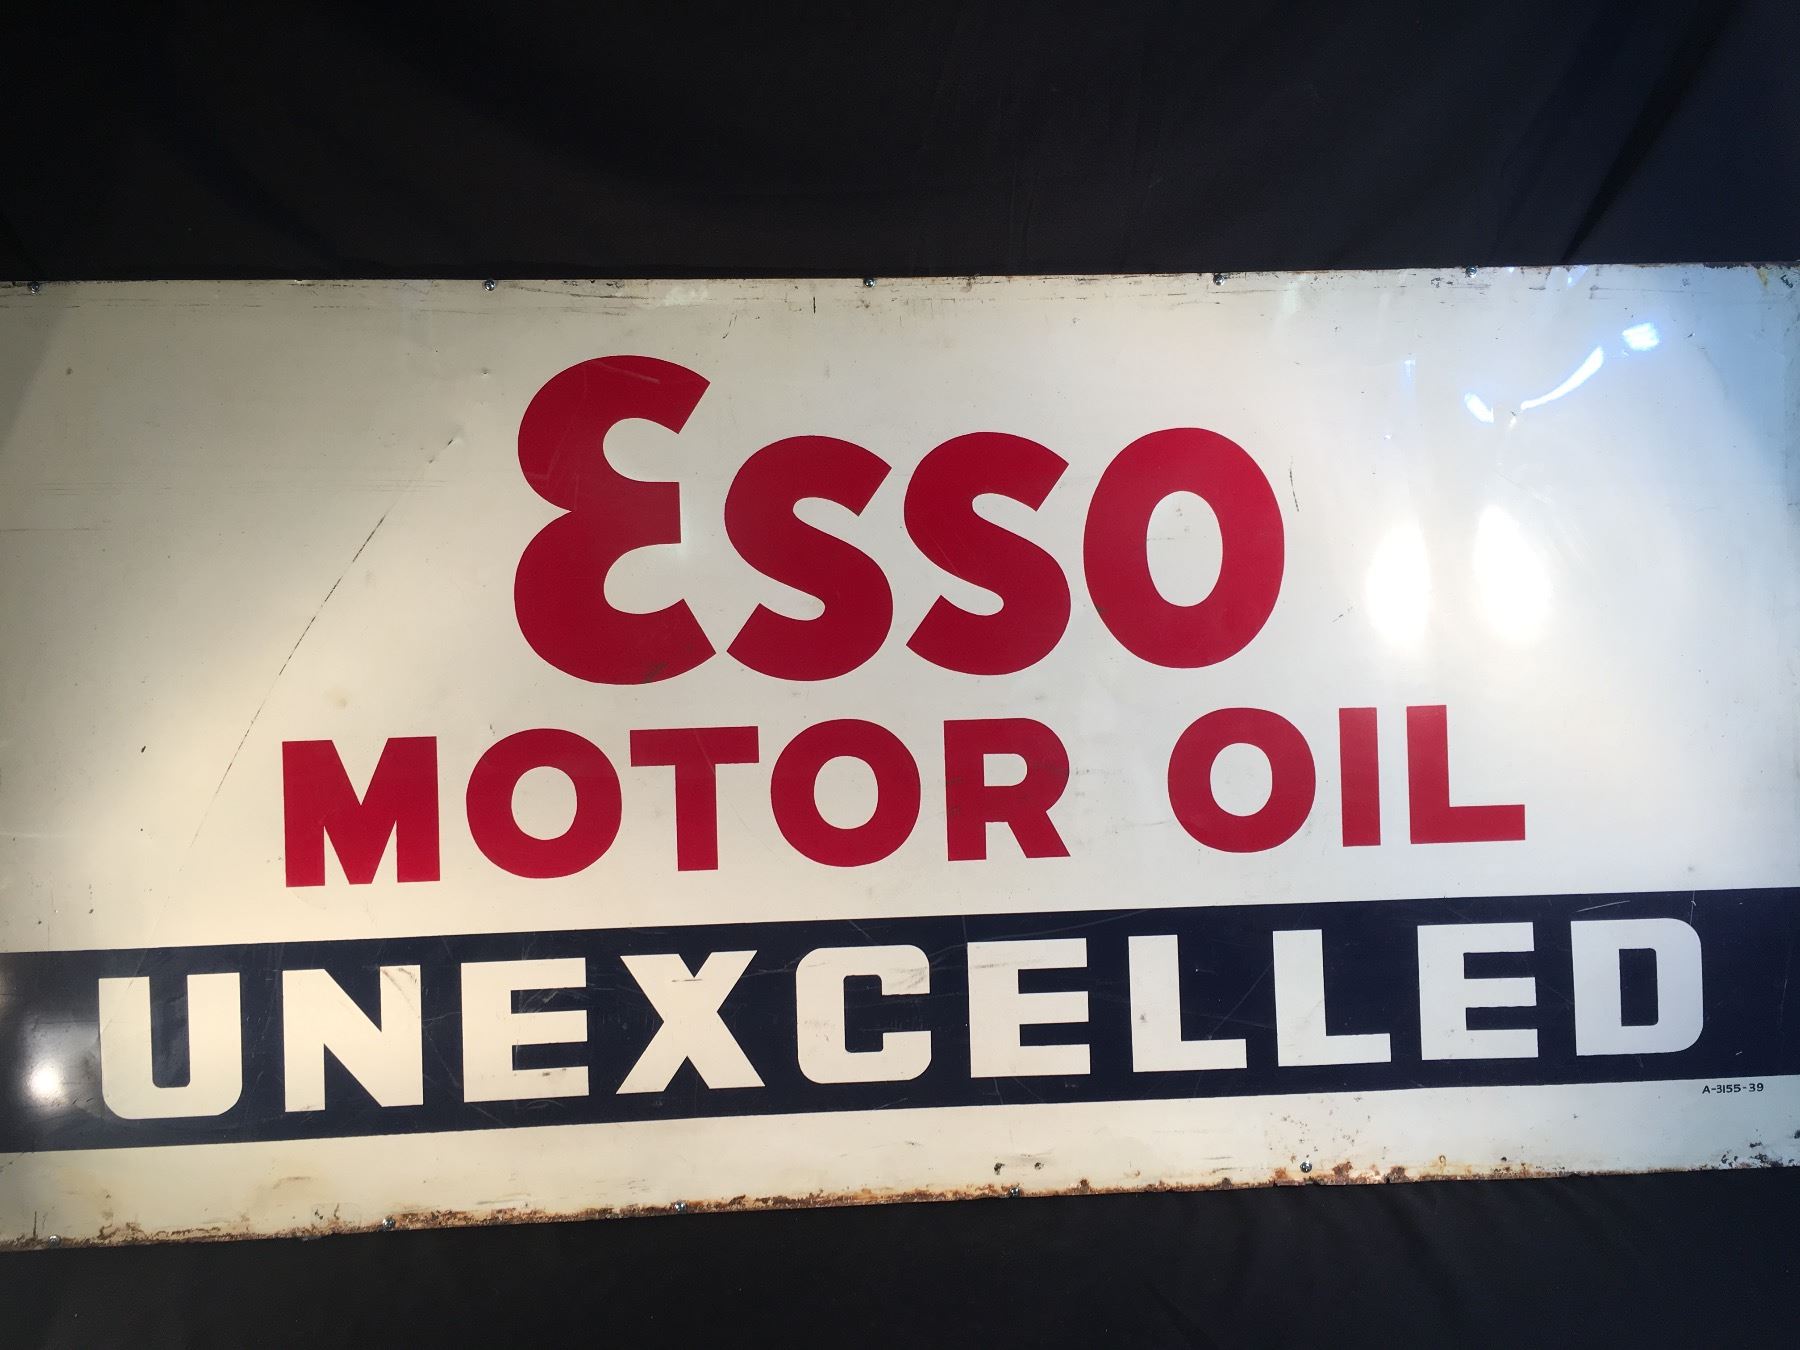 Esso
MOTOR OIL
UNEXCELLED
A-3155-39